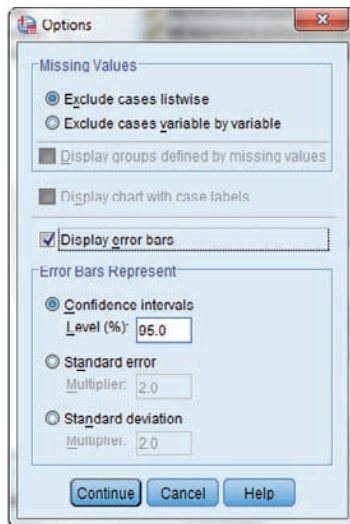 Options
Missing Values
Exclude cases listwise
Exclude cases variable by variable
Display groups defined by missing values
Display chart with case labels
Display error bars
Error Bars Represent
Confidence intervals
Level (%): 95.0
Standard error
Multiplier: 2.0
Standard deviation
Multiplier: 2.0
Continue Cancel Help